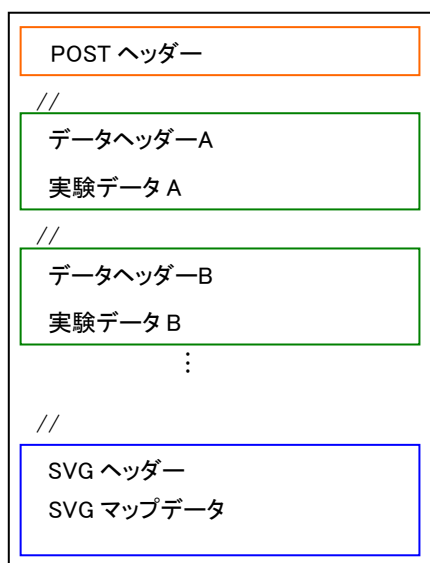 POST ヘッダー
//
データヘッダーA
実験データ A
//
データヘッダーB
実験データ B
⋮
//
SVG ヘッダー
SVG マップデータ